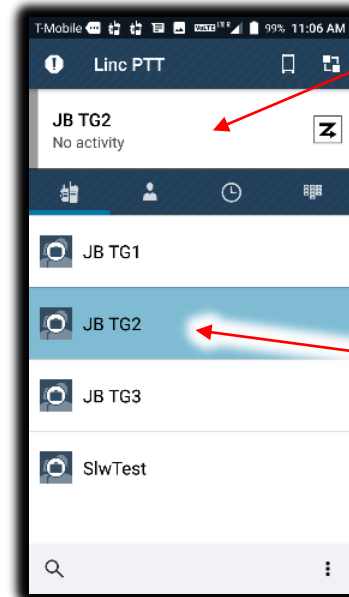 T-Mobile 99% 11:06 AM
Linc PTT
JB TG2
No activity
JB TG1
JB TG2
JB TG3
SlwTest